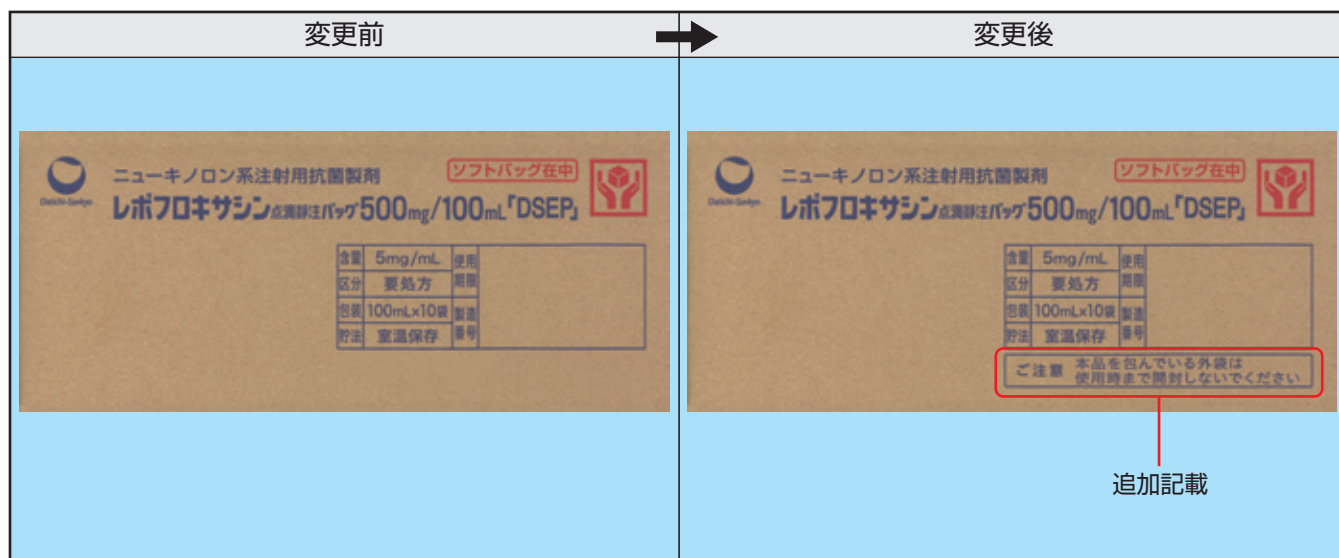 変更前
変更後
Daiichi-Sankyo
ニューキノロン系注射用抗菌製剤
ソフトバッグ在中
レボフロキサシン点滴静注バッグ500mg/100mL「DSEP」
含量 5mg/mL 使用期限
区分 要処方
包装 100mL×10袋 製造番号
貯法 室温保存
Daiichi-Sankyo
ニューキノロン系注射用抗菌製剤
ソフトバッグ在中
レボフロキサシン点滴静注バッグ500mg/100mL「DSEP」
含量 5mg/mL 使用期限
区分 要処方
包装 100mL×10袋 製造番号
貯法 室温保存
ご注意 本品を包んでいる外袋は
使用時まで開封しないでください
追加記載